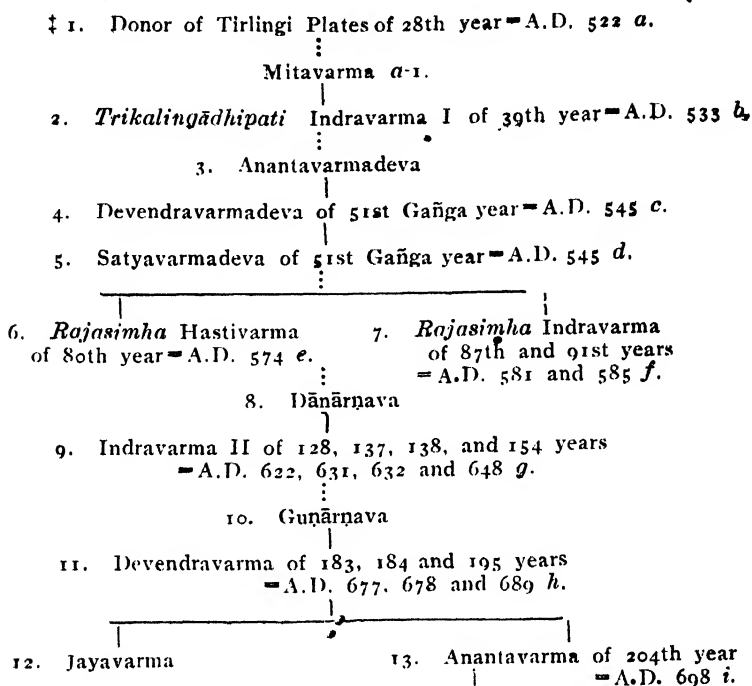 ‡ 1. Donor of Tirlingi Plates of 28th year=A.D. 522 a.
Mitavarma a-1.
2. Trikalingādhipati Indravarma I of 39th year=A.D. 533 b.
3. Anantavarmadeva
4. Devendravarmadeva of 51st Gañga year=A.D. 545 c.
5. Satyavarmadeva of 51st Gañga year=A.D. 545 d.
6. Rajasimha Hastivarma
of 80th year=A.D. 574 e.
7. Rajasimha Indravarma
of 87th and 91st years
=A.D. 581 and 585 f.
8. Dānārṇava
9. Indravarma II of 128, 137, 138, and 154 years
=A.D. 622, 631, 632 and 648 g.
10. Guṇārṇava
11. Devendravarma of 183, 184 and 195 years
=A.D. 677. 678 and 689 h.
12. Jayavarma
13. Anantavarma of 204th year
=A.D. 698 i.